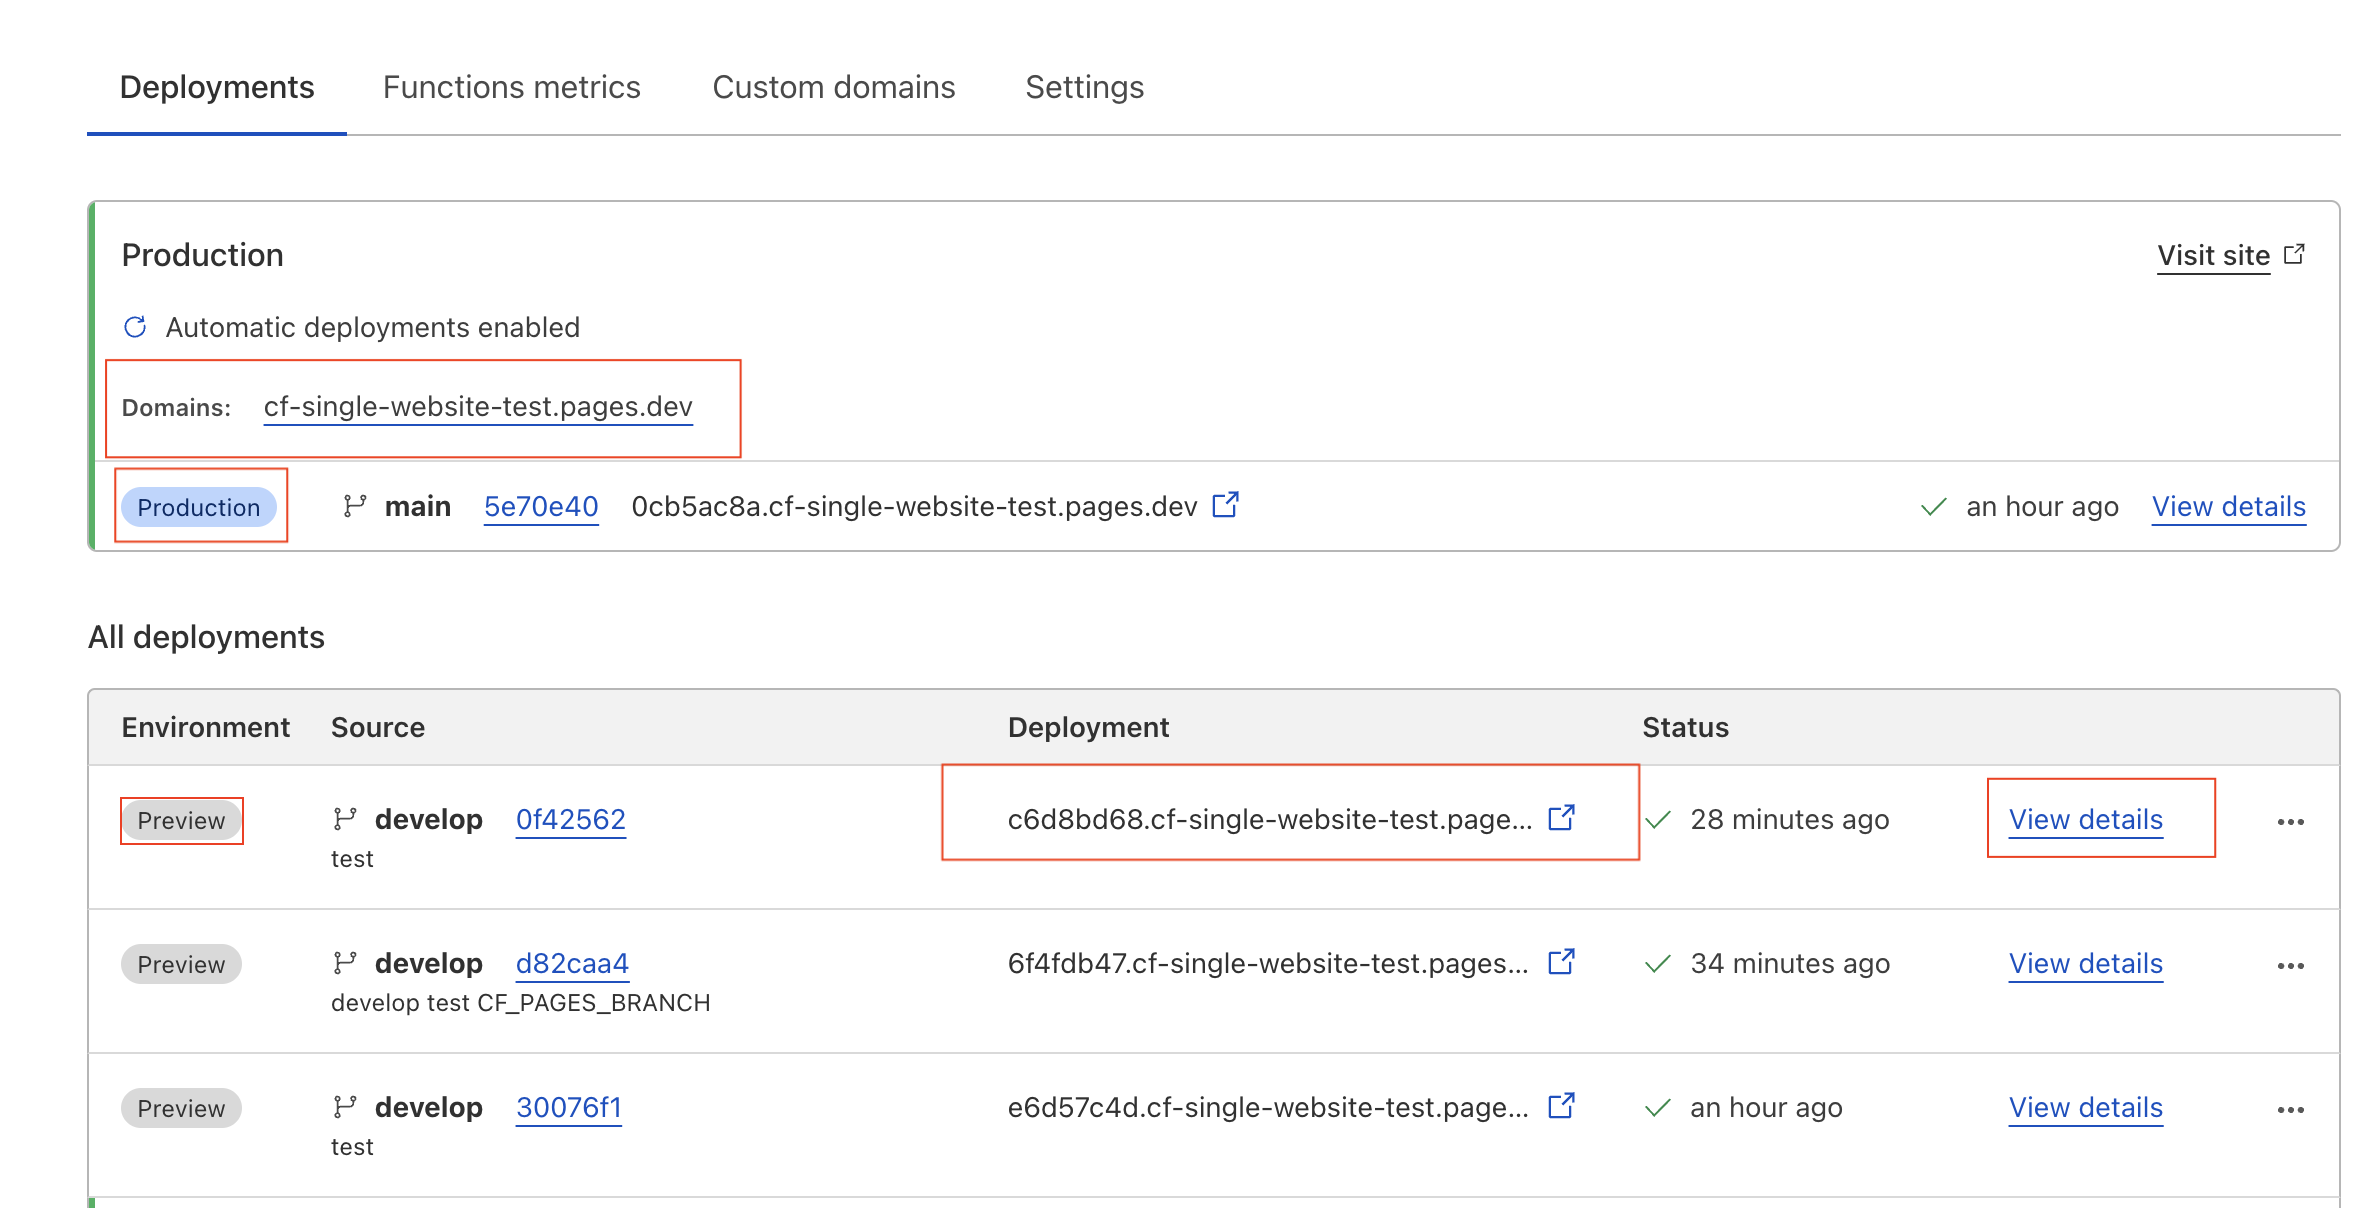 Deployments Functions metrics Custom domains Settings
Production Visit site
Automatic deployments enabled
Domains: cf-single-website-test.pages.dev
Production main 5e70e40 0cb5ac8a.cf-single-website-test.pages.dev an hour ago View details
All deployments
Environment Source Deployment Status
Preview develop 0f42562 c6d8bd68.cf-single-website-test.page... 28 minutes ago View details
test
Preview develop d82caa4 6f4fdb47.cf-single-website-test.pages... 34 minutes ago View details
develop test CF_PAGES_BRANCH
Preview develop 30076f1 e6d57c4d.cf-single-website-test.page... an hour ago View details
test